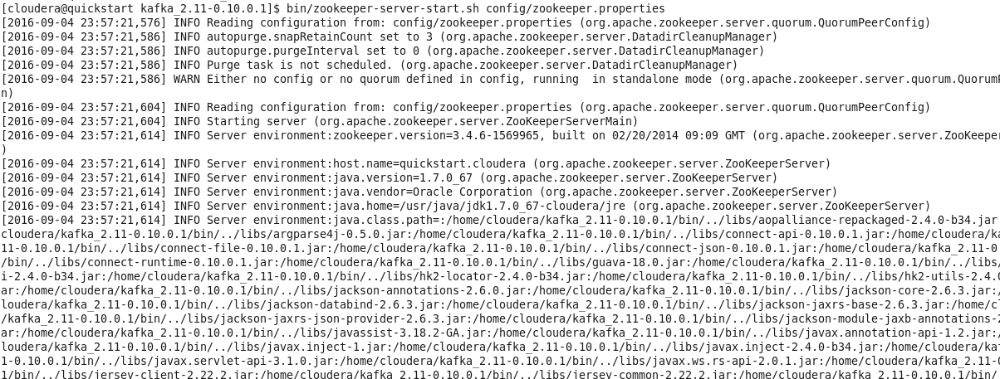 [cloudera@quickstart kafka_2.11-0.10.0.1]$ bin/zookeeper-server-start.sh config/zookeeper.properties
[2016-09-04 23:57:21,576] INFO Reading configuration from: config/zookeeper.properties (org.apache.zookeeper.server.quorum.QuorumPeerConfig)
[2016-09-04 23:57:21,586] INFO autopurge.snapRetainCount set to 3 (org.apache.zookeeper.server.DatadirCleanupManager)
[2016-09-04 23:57:21,586] INFO autopurge.purgeInterval set to 0 (org.apache.zookeeper.server.DatadirCleanupManager)
[2016-09-04 23:57:21,586] INFO Purge task is not scheduled. (org.apache.zookeeper.server.DatadirCleanupManager)
[2016-09-04 23:57:21,586] WARN Either no config or no quorum defined in config, running  in standalone mode (org.apache.zookeeper.server.quorum.Quorum
n)
[2016-09-04 23:57:21,604] INFO Reading configuration from: config/zookeeper.properties (org.apache.zookeeper.server.quorum.QuorumPeerConfig)
[2016-09-04 23:57:21,604] INFO Starting server (org.apache.zookeeper.server.ZooKeeperServerMain)
[2016-09-04 23:57:21,614] INFO Server environment:zookeeper.version=3.4.6-1569965, built on 02/20/2014 09:09 GMT (org.apache.zookeeper.server.ZooKeeper
)
[2016-09-04 23:57:21,614] INFO Server environment:host.name=quickstart.cloudera (org.apache.zookeeper.server.ZooKeeperServer)
[2016-09-04 23:57:21,614] INFO Server environment:java.version=1.7.0_67 (org.apache.zookeeper.server.ZooKeeperServer)
[2016-09-04 23:57:21,614] INFO Server environment:java.vendor=Oracle Corporation (org.apache.zookeeper.server.ZooKeeperServer)
[2016-09-04 23:57:21,614] INFO Server environment:java.home=/usr/java/jdk1.7.0_67-cloudera/jre (org.apache.zookeeper.server.ZooKeeperServer)
[2016-09-04 23:57:21,614] INFO Server environment:java.class.path=:/home/cloudera/kafka_2.11-0.10.0.1/bin/../libs/aopalliance-repackaged-2.4.0-b34.jar
cloudera/kafka_2.11-0.10.0.1/bin/../libs/argparse4j-0.5.0.jar:/home/cloudera/kafka_2.11-0.10.0.1/bin/../libs/connect-api-0.10.0.1.jar:/home/cloudera/ka
11-0.10.0.1/bin/../libs/connect-file-0.10.0.1.jar:/home/cloudera/kafka_2.11-0.10.0.1/bin/../libs/connect-json-0.10.0.1.jar:/home/cloudera/kafka_2.11-0
/bin/../libs/connect-runtime-0.10.0.1.jar:/home/cloudera/kafka_2.11-0.10.0.1/bin/../libs/guava-18.0.jar:/home/cloudera/kafka_2.11-0.10.0.1/bin/../libs/
i-2.4.0-b34.jar:/home/cloudera/kafka_2.11-0.10.0.1/bin/../libs/hk2-locator-2.4.0-b34.jar:/home/cloudera/kafka_2.11-0.10.0.1/bin/../libs/hk2-utils-2.4.0
ar:/home/cloudera/kafka_2.11-0.10.0.1/bin/../libs/jackson-annotations-2.6.0.jar:/home/cloudera/kafka_2.11-0.10.0.1/bin/../libs/jackson-core-2.6.3.jar:/
loudera/kafka_2.11-0.10.0.1/bin/../libs/jackson-databind-2.6.3.jar:/home/cloudera/kafka_2.11-0.10.0.1/bin/../libs/jackson-jaxrs-base-2.6.3.jar:/home/cl
/kafka_2.11-0.10.0.1/bin/../libs/jackson-jaxrs-json-provider-2.6.3.jar:/home/cloudera/kafka_2.11-0.10.0.1/bin/../libs/jackson-module-jaxb-annotations-2
ar:/home/cloudera/kafka_2.11-0.10.0.1/bin/../libs/javassist-3.18.2-GA.jar:/home/cloudera/kafka_2.11-0.10.0.1/bin/../libs/javax.annotation-api-1.2.jar:/
loudera/kafka_2.11-0.10.0.1/bin/../libs/javax.inject-1.jar:/home/cloudera/kafka_2.11-0.10.0.1/bin/../libs/javax.inject-2.4.0-b34.jar:/home/cloudera/ka
1-0.10.0.1/bin/../libs/javax.servlet-api-3.1.0.jar:/home/cloudera/kafka_2.11-0.10.0.1/bin/../libs/javax.ws.rs-api-2.0.1.jar:/home/cloudera/kafka_2.11-0
1/bin/../libs/jersey-client-2.22.2.jar:/home/cloudera/kafka_2.11-0.10.0.1/bin/../libs/jersey-common-2.22.2.jar:/home/cloudera/kafka_2.11-0.10.0.1/bin/